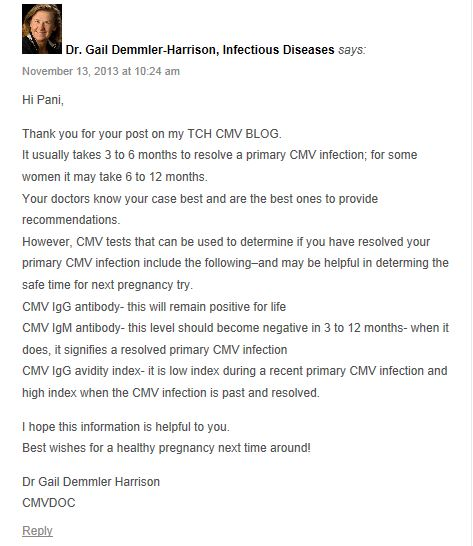 Dr. Gail Demmler-Harrison, Infectious Diseases says:
November 13, 2013 at 10:24 am
Hi Pani,
Thank you for your post on my TCH CMV BLOG.
It usually takes 3 to 6 months to resolve a primary CMV infection; for some
women it may take 6 to 12 months.
Your doctors know your case best and are the best ones to provide
recommendations.
However, CMV tests that can be used to determine if you have resolved your
primary CMV infection include the following–and may be helpful in determing the
safe time for next pregnancy try.
CMV IgG antibody- this will remain positive for life
CMV IgM antibody- this level should become negative in 3 to 12 months- when it
does, it signifies a resolved primary CMV infection
CMV IgG avidity index- it is low index during a recent primary CMV infection and
high index when the CMV infection is past and resolved.
I hope this information is helpful to you.
Best wishes for a healthy pregnancy next time around!
Dr Gail Demmler Harrison
CMVDOC
Reply